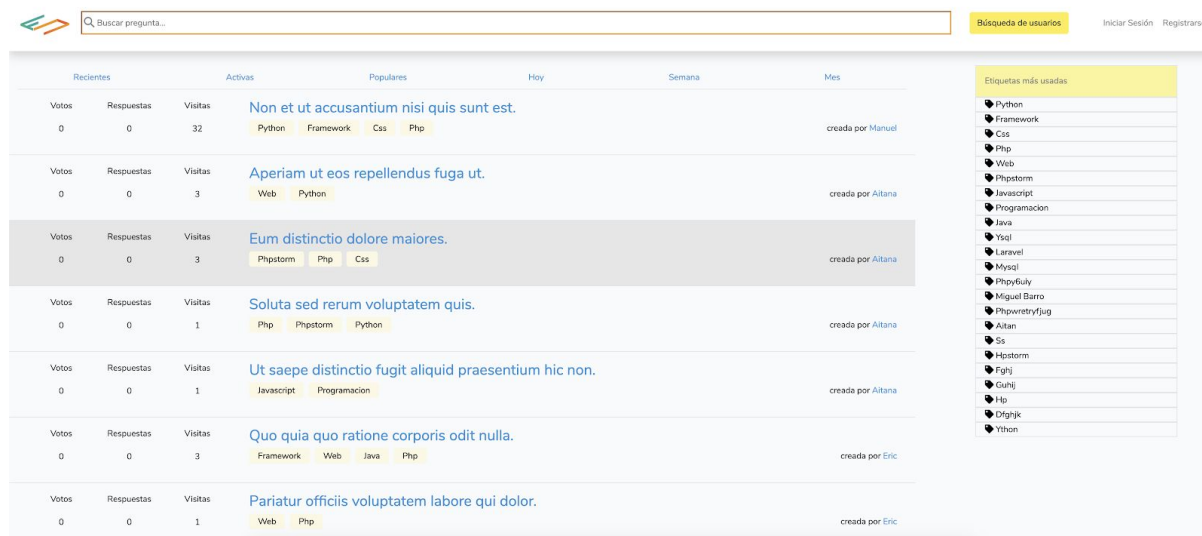 Buscar pregunta...
Búsqueda de usuarios
Iniciar Sesión Registrars
Recientes Activas Populares Hoy Semana Mes
Votos Respuestas Visitas
0 0 32
Non et ut accusantium nisi quis sunt est.
Python Framework Css Php
creada por Manuel
Votos Respuestas Visitas
0 0 3
Aperiam ut eos repellendus fuga ut.
Web Python
creada por Aitana
Votos Respuestas Visitas
0 0 3
Eum distinctio dolore maiores.
Phpstorm Php Css
creada por Aitana
Votos Respuestas Visitas
0 0 1
Soluta sed rerum voluptatem quis.
Php Phpstorm Python
creada por Aitana
Votos Respuestas Visitas
0 0 1
Ut saepe distinctio fugit aliquid praesentium hic non.
Javascript Programacion
creada por Aitana
Votos Respuestas Visitas
0 0 3
Quo quia quo ratione corporis odit nulla.
Framework Web Java Php
creada por Eric
Votos Respuestas Visitas
0 0 1
Pariatur officiis voluptatem labore qui dolor.
Web Php
creada por Eric
Etiquetas más usadas
Python
Framework
Css
Php
Web
Phpstorm
Javascript
Programacion
Java
Ysql
Laravel
Mysql
Phpy6uiy
Miguel Barro
Phpwretryfjug
Aitan
Ss
Hpstorm
Fghj
Guhij
Hp
Dfghjk
Ython